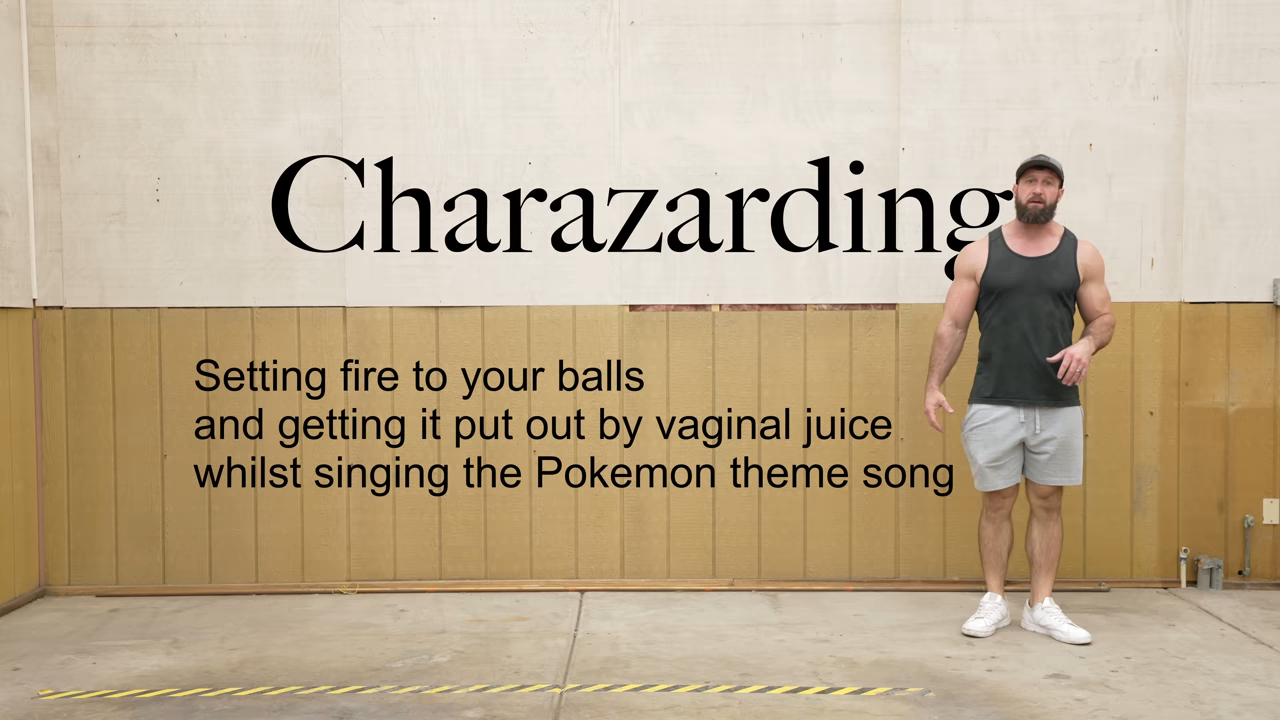 Charazarding
Setting fire to your balls
and getting it put out by vaginal juice
whilst singing the Pokemon theme song